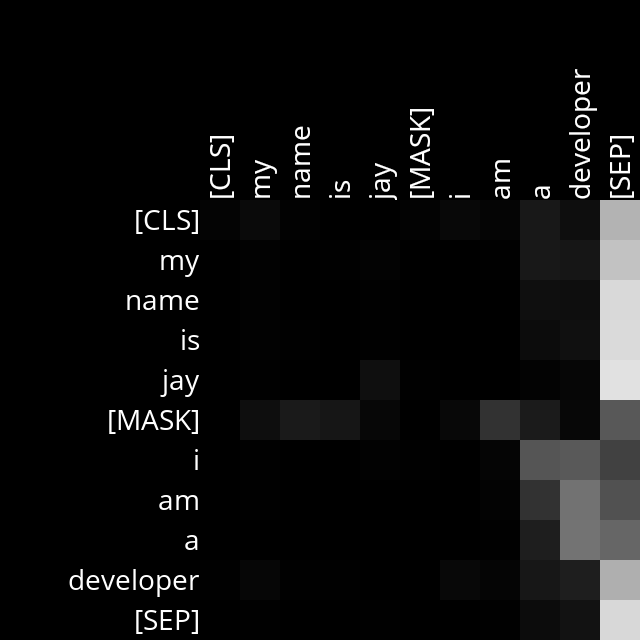 [CLS]
my
name
is
jay
[MASK]
i
am
a
developer
[SEP]
[CLS]
my
name
is
jay
[MASK]
i
am
a
developer
[SEP]